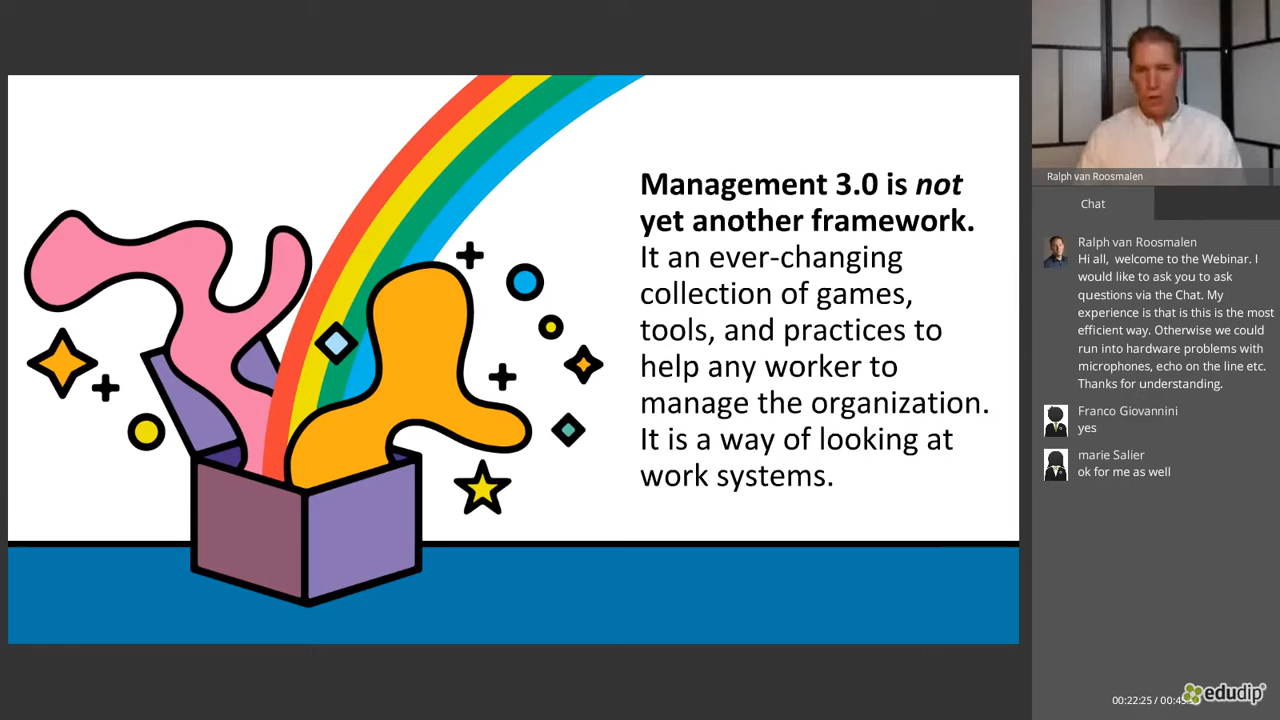 Management 3.0 is not
yet another framework.
It an ever-changing
collection of games,
tools, and practices to
help any worker to
manage the organization.
It is a way of looking at
work systems.
Ralph van Roosmalen
Chat
Ralph van Roosmalen
Hi all,  welcome to the Webinar. I
would like to ask you to ask
questions via the Chat. My
experience is that is this is the most
efficient way. Otherwise we could
run into hardware problems with
microphones, echo on the line etc.
Thanks for understanding.
Franco Giovannini
yes
marie Salier
ok for me as well
00:22:25 /
edudip